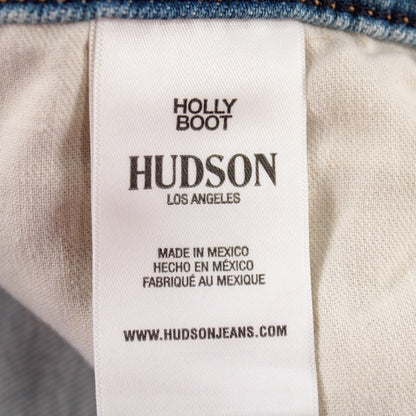 HOLLY
BOOT
HUDSON
LOS ANGELES
MADE IN MEXICO
HECHO EN MÉXICO
FABRIQUÉ AU MEXIQUE
WWW.HUDSONJEANS.COM